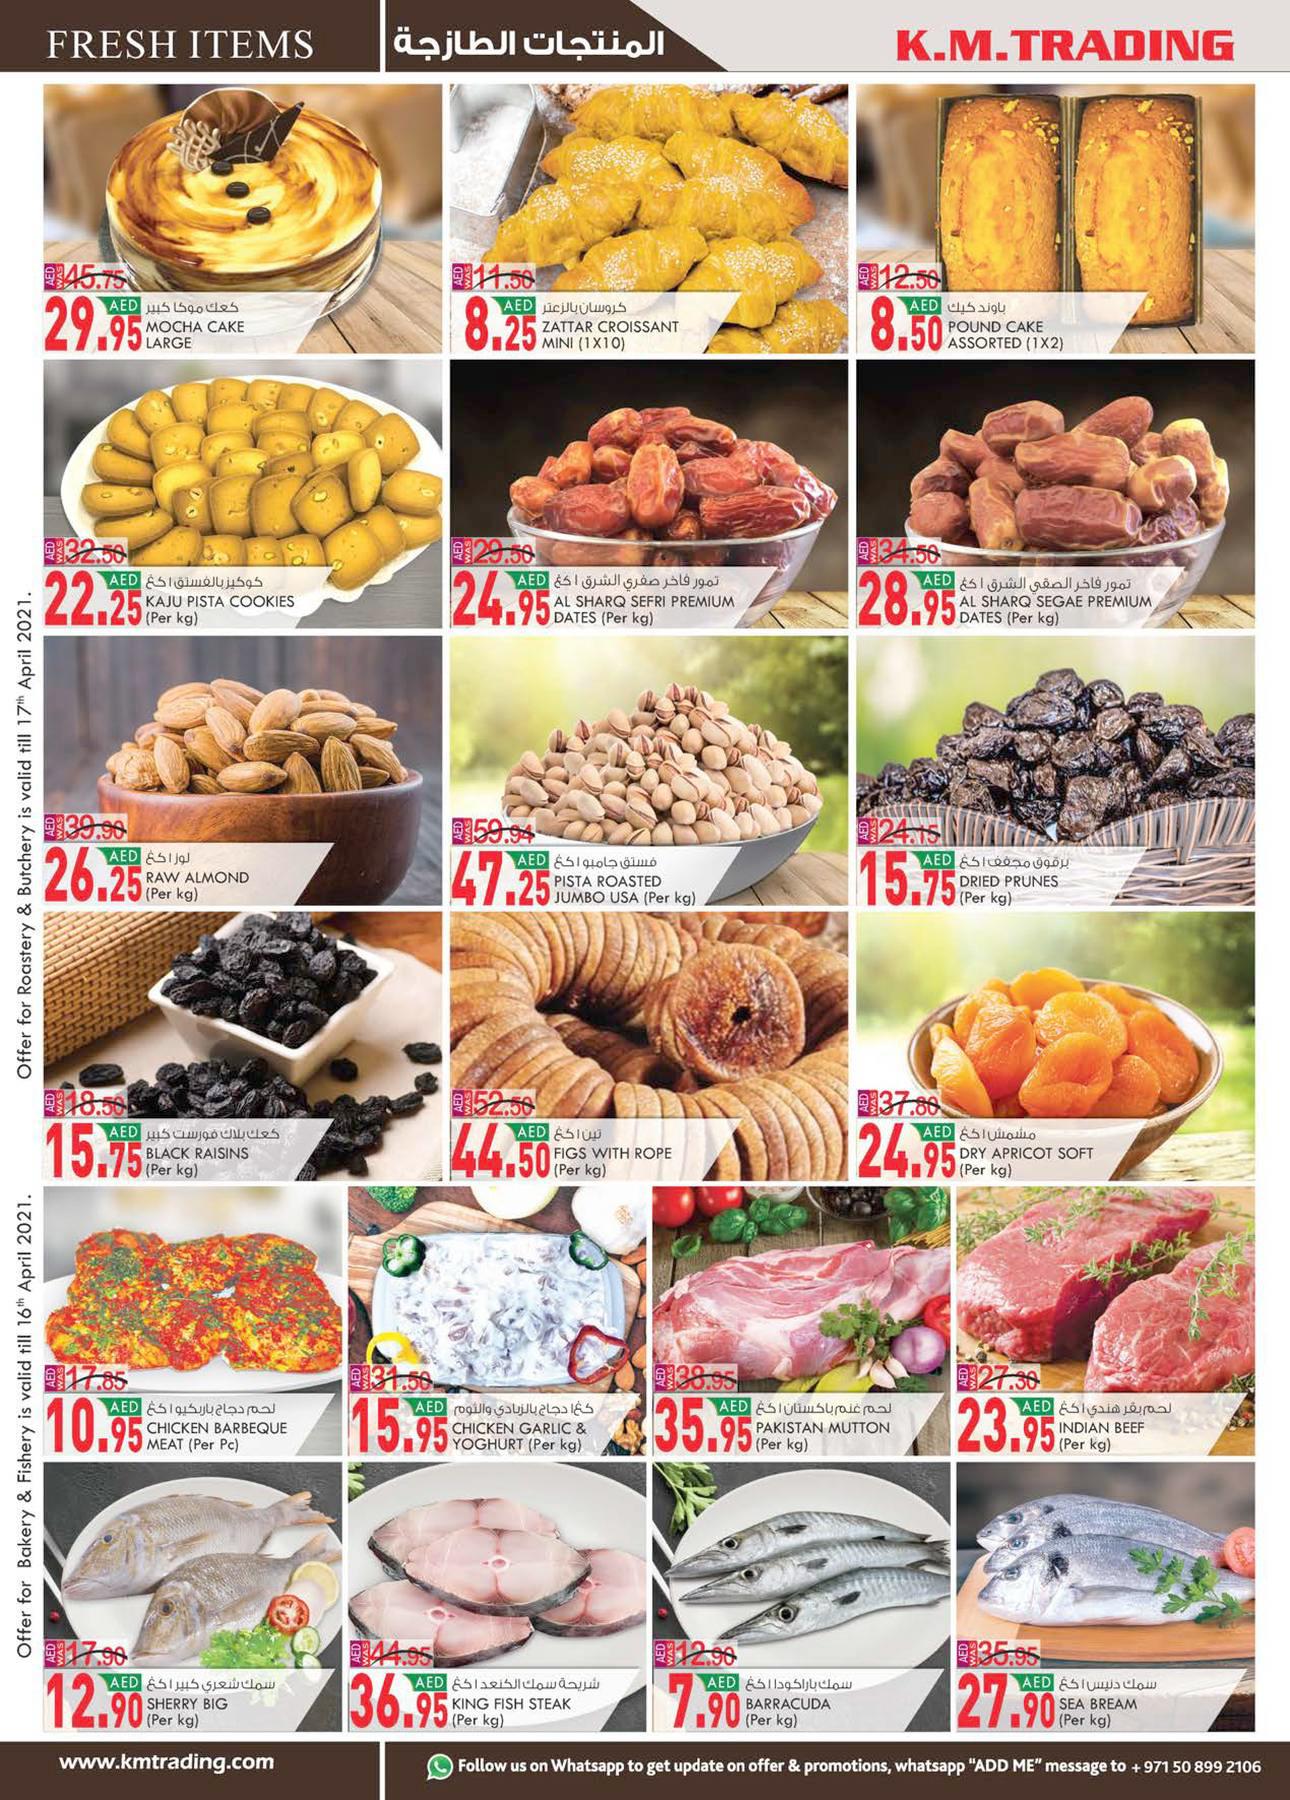 FRESH ITEMS
المنتجات الطازجة
K.M.TRADING
AED WAS 45.75
29.95 AED
كعك موكا كبير
MOCHA CAKE
LARGE
AED WAS 11.50
8.25 AED
كروسان بالزعتر
ZATTAR CROISSANT
MINI (1X10)
AED WAS 12.50
8.50 AED
باوند كيك
POUND CAKE
ASSORTED (1X2)
AED WAS 32.50
22.25 AED
كوكيز بالفستق ١ كغ
KAJU PISTA COOKIES
(Per kg)
AED WAS 29.50
24.95 AED
تمور فاخر صفري الشرق ١ كغ
AL SHARQ SEFRI PREMIUM
DATES (Per kg)
AED WAS 34.50
28.95 AED
تمور فاخر الصقي الشرق ١ كغ
AL SHARQ SEGAE PREMIUM
DATES (Per kg)
AED WAS 39.90
26.25 AED
لوز ١ كغ
RAW ALMOND
(Per kg)
AED WAS 59.94
47.25 AED
فستق جامبو ١ كغ
PISTA ROASTED
JUMBO USA (Per kg)
AED WAS 24.15
15.75 AED
برقوق مجفف ١ كغ
DRIED PRUNES
(Per kg)
AED WAS 18.50
15.75 AED
كعك بلاك فورست كبير
BLACK RAISINS
(Per kg)
AED WAS 52.50
44.50 AED
تين ١ كغ
FIGS WITH ROPE
(Per kg)
AED WAS 37.80
24.95 AED
مشمش ١ كغ
DRY APRICOT SOFT
(Per kg)
Offer for Roastery & Butchery is valid till 17th April 2021.
AED WAS 17.85
10.95 AED
لحم دجاج باربكيو ١ كغ
CHICKEN BARBEQUE
MEAT (Per Pc)
AED WAS 31.50
15.95 AED
كغ١ دجاج بالزبادي والثوم
CHICKEN GARLIC &
YOGHURT (Per kg)
AED WAS 38.95
35.95 AED
لحم غنم باكستان ١ كغ
PAKISTAN MUTTON
(Per kg)
AED WAS 27.30
23.95 AED
لحم بقر هندي ١ كغ
INDIAN BEEF
(Per kg)
AED WAS 17.90
12.90 AED
سمك شعري كبير ١ كغ
SHERRY BIG
(Per kg)
AED WAS 44.95
36.95 AED
شريحة سمك الكنعد ١ كغ
KING FISH STEAK
(Per kg)
AED WAS 12.90
7.90 AED
سمك باراكودا ١ كغ
BARRACUDA
(Per kg)
AED WAS 35.95
27.90 AED
سمك دنيس ١ كغ
SEA BREAM
(Per kg)
Offer for Bakery & Fishery is valid till 16th April 2021.
www.kmtrading.com
Follow us on Whatsapp to get update on offer & promotions, whatsapp "ADD ME" message to +971 50 899 2106